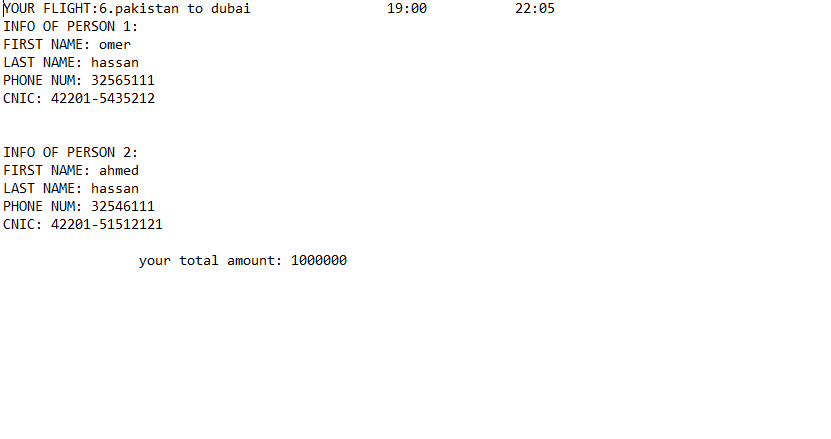 YOUR FLIGHT:6.pakistan to dubai 19:00 22:05
INFO OF PERSON 1:
FIRST NAME: omer
LAST NAME: hassan
PHONE NUM: 32565111
CNIC: 42201-5435212
INFO OF PERSON 2:
FIRST NAME: ahmed
LAST NAME: hassan
PHONE NUM: 32546111
CNIC: 42201-51512121
your total amount: 1000000